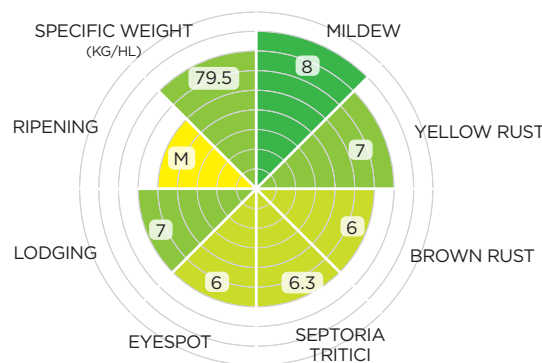 SPECIFIC WEIGHT
(KG/HL)
MILDEW
8
79.5
RIPENING
YELLOW RUST
M
7
7
6
LODGING
BROWN RUST
6
6.3
EYESPOT
SEPTORIA
TRITICI